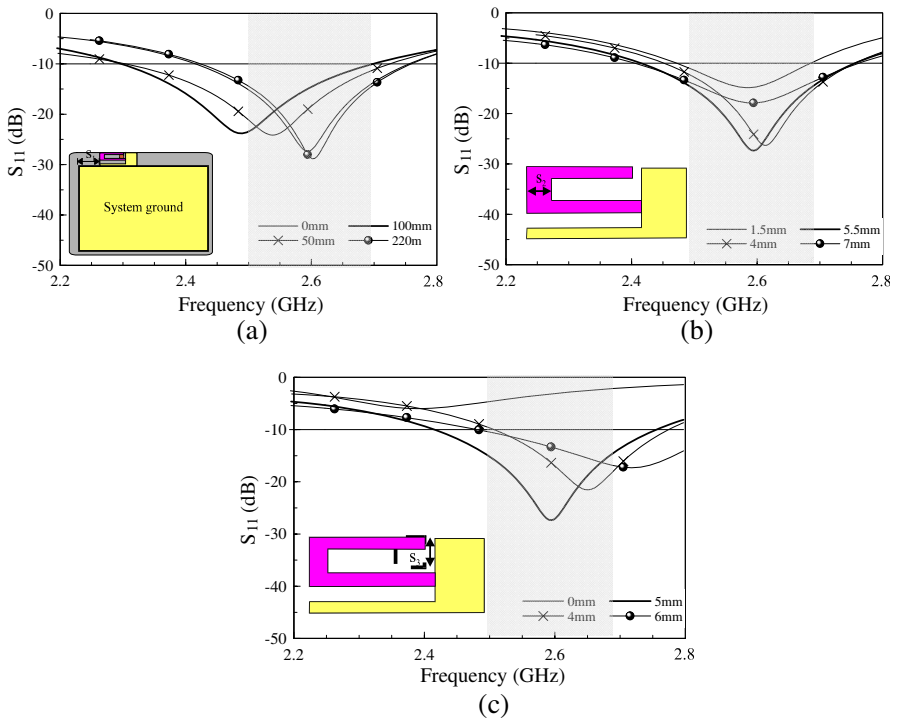 0
-10
-20
-30
-40
-50
S11 (dB)
2.2 2.4 2.6 2.8
Frequency (GHz)
System ground
0mm 100mm
50mm 220m
(a)
0
-10
-20
-30
-40
-50
S11 (dB)
2.2 2.4 2.6 2.8
Frequency (GHz)
1.5mm 5.5mm
4mm 7mm
(b)
0
-10
-20
-30
-40
-50
S11 (dB)
2.2 2.4 2.6 2.8
Frequency (GHz)
S3
0mm 5mm
4mm 6mm
(c)